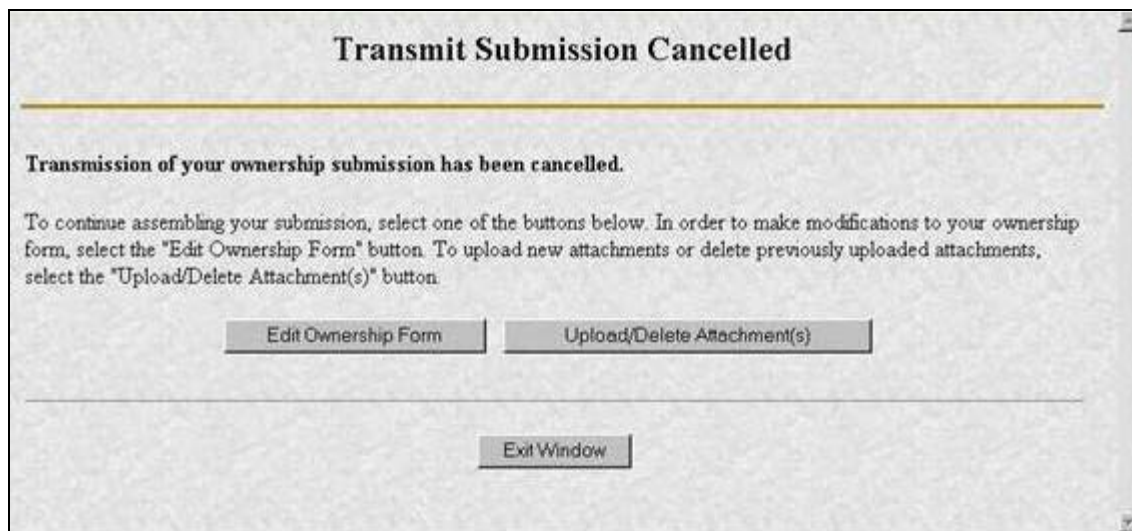 Transmit Submission Cancelled
Transmission of your ownership submission has been cancelled.
To continue assembling your submission, select one of the buttons below. In order to make modifications to your ownership
form, select the "Edit Ownership Form" button. To upload new attachments or delete previously uploaded attachments,
select the "Upload/Delete Attachment(s)" button.
Edit Ownership Form Upload/Delete Attachment(s)
Exit Window